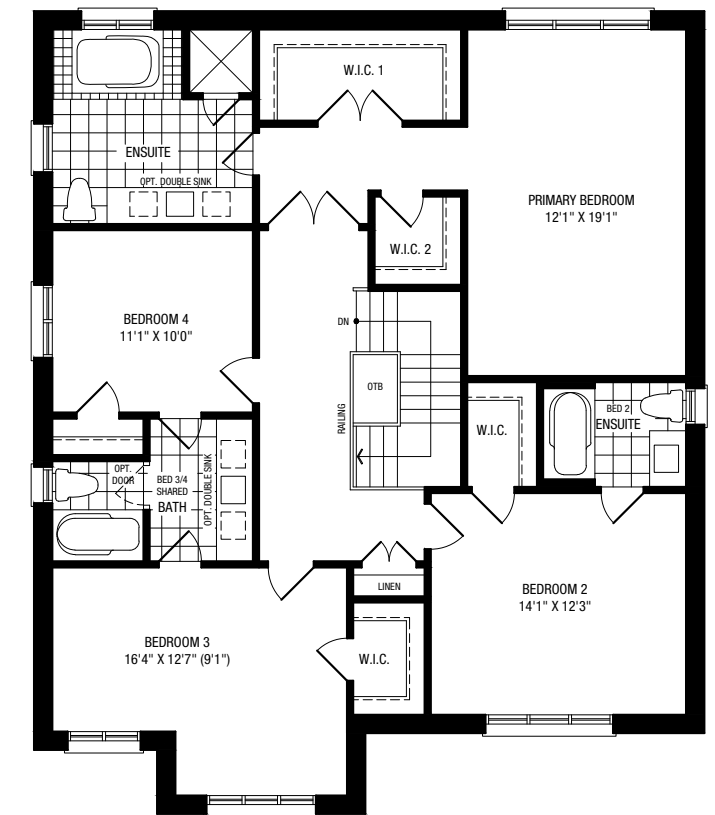 W.I.C. 1
ENSUITE
OPT. DOUBLE SINK
PRIMARY BEDROOM
12'1" X 19'1"
W.I.C. 2
BEDROOM 4
11'1" X 10'0"
DN
OTB
RAILING
W.I.C.
BED 2
ENSUITE
OPT.
DOOR
BED 3/4
SHARED
BATH
OPT. DOUBLE SINK
LINEN
BEDROOM 2
14'1" X 12'3"
BEDROOM 3
16'4" X 12'7" (9'1")
W.I.C.